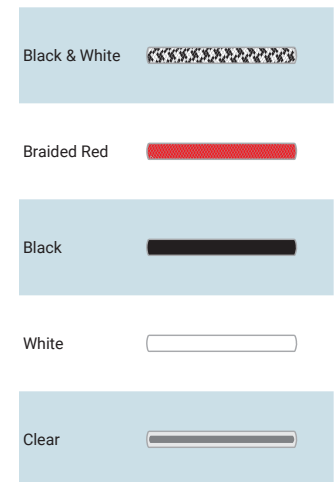 Black & White
Braided Red
Black
White
Clear